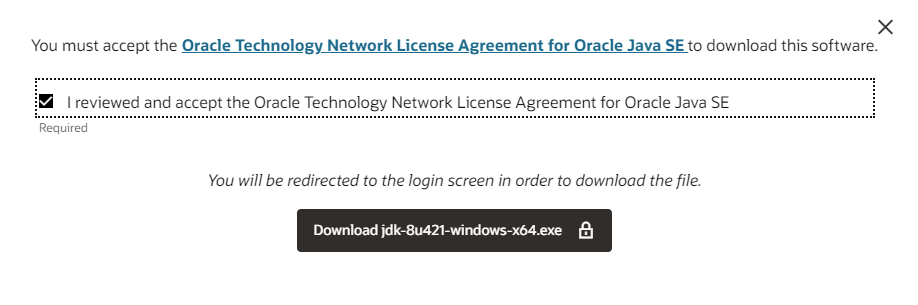 You must accept the Oracle Technology Network License Agreement for Oracle Java SE to download this software.
I reviewed and accept the Oracle Technology Network License Agreement for Oracle Java SE
Required
You will be redirected to the login screen in order to download the file.
Download jdk-8u421-windows-x64.exe